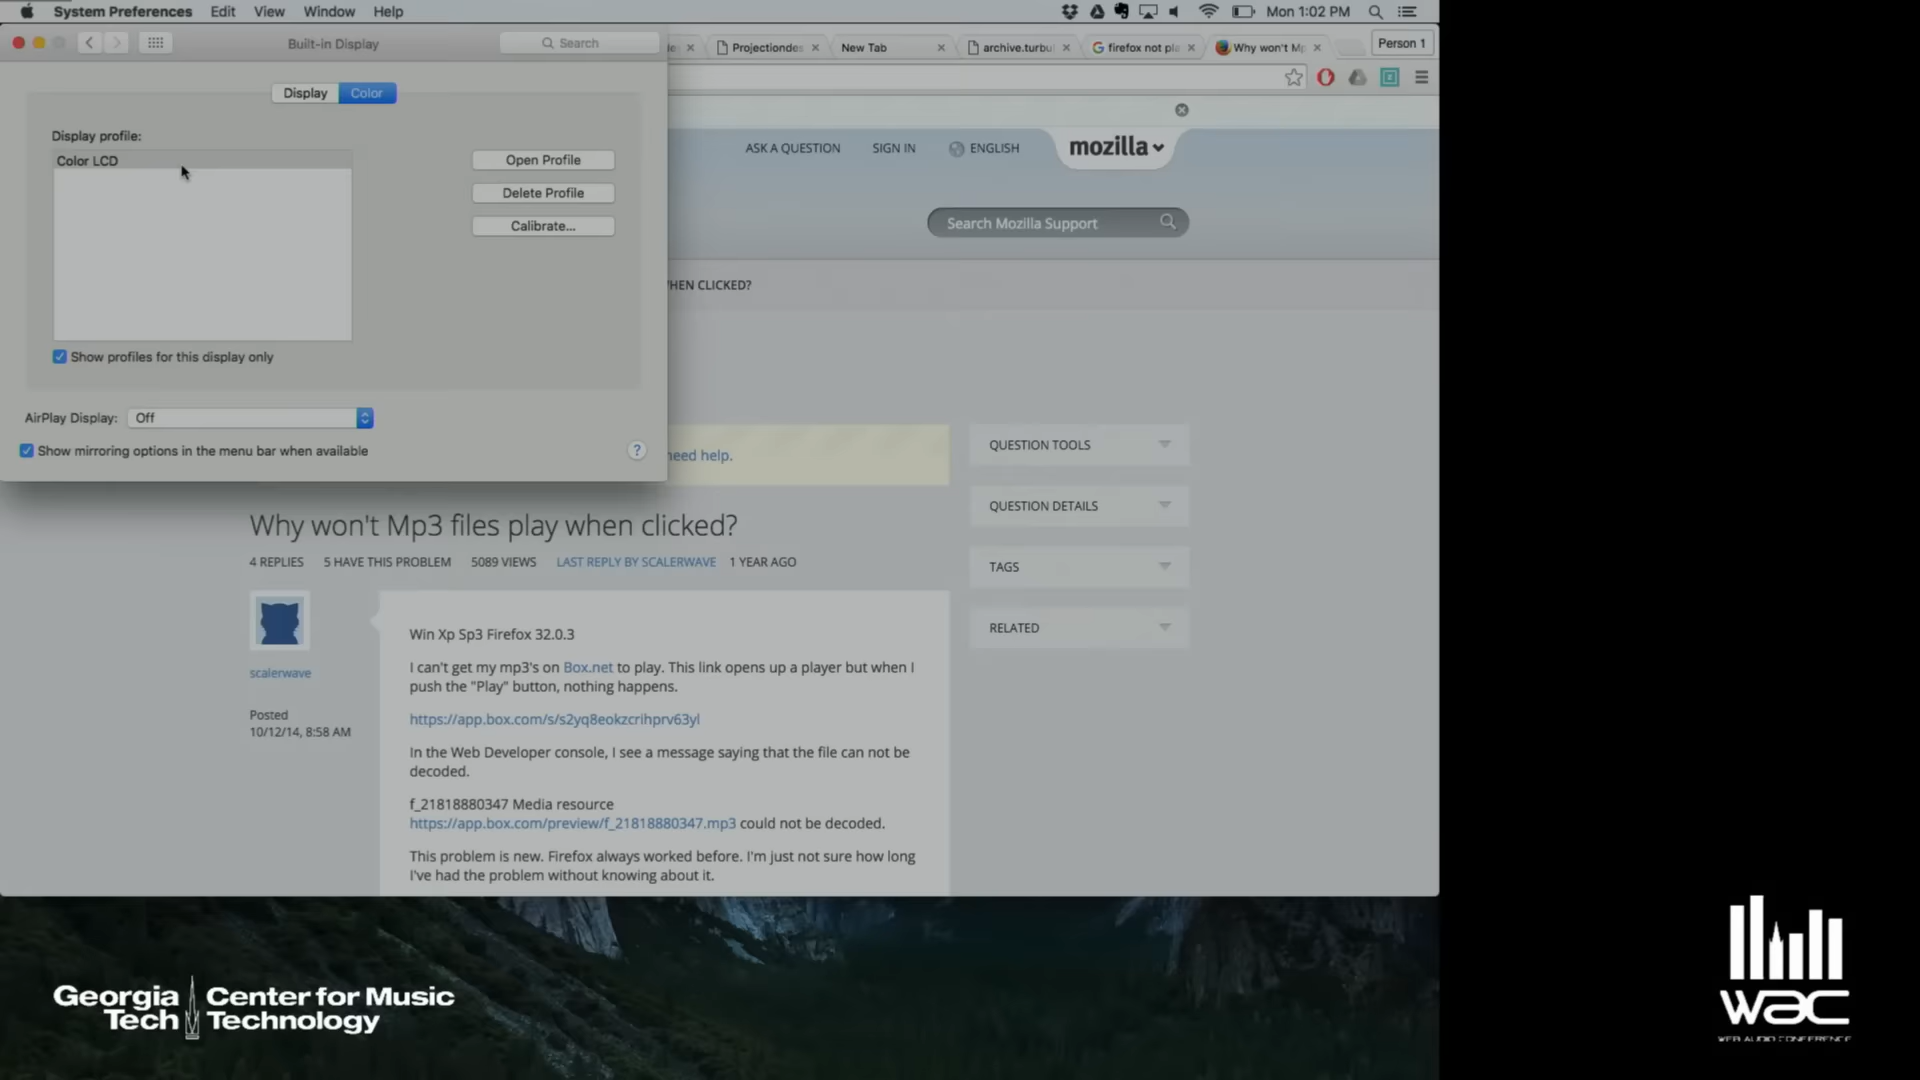 System Preferences Edit View Window Help
Mon 1:02 PM
Built-in Display
Search
Projectiondes
New Tab
archive.turbu
firefox not pla
Why won't Mp
Person 1
Display Color
Display profile:
Color LCD
Open Profile
Delete Profile
Calibrate...
Show profiles for this display only
AirPlay Display: Off
Show mirroring options in the menu bar when available
?
ASK A QUESTION SIGN IN ENGLISH
mozilla
Search Mozilla Support
HEN CLICKED?
need help.
Why won't Mp3 files play when clicked?
4 REPLIES 5 HAVE THIS PROBLEM 5089 VIEWS LAST REPLY BY SCALERWAVE 1 YEAR AGO
scalerwave
Posted
10/12/14, 8:58 AM
Win Xp Sp3 Firefox 32.0.3
I can't get my mp3's on Box.net to play. This link opens up a player but when I
push the "Play" button, nothing happens.
https://app.box.com/s/s2yq8eokzcrihprv63yl
In the Web Developer console, I see a message saying that the file can not be
decoded.
f_21818880347 Media resource
https://app.box.com/preview/f_21818880347.mp3 could not be decoded.
This problem is new. Firefox always worked before. I'm just not sure how long
I've had the problem without knowing about it.
QUESTION TOOLS
QUESTION DETAILS
TAGS
RELATED
Georgia Tech
Center for Music Technology
wac
WEB AUDIO CONFERENCE